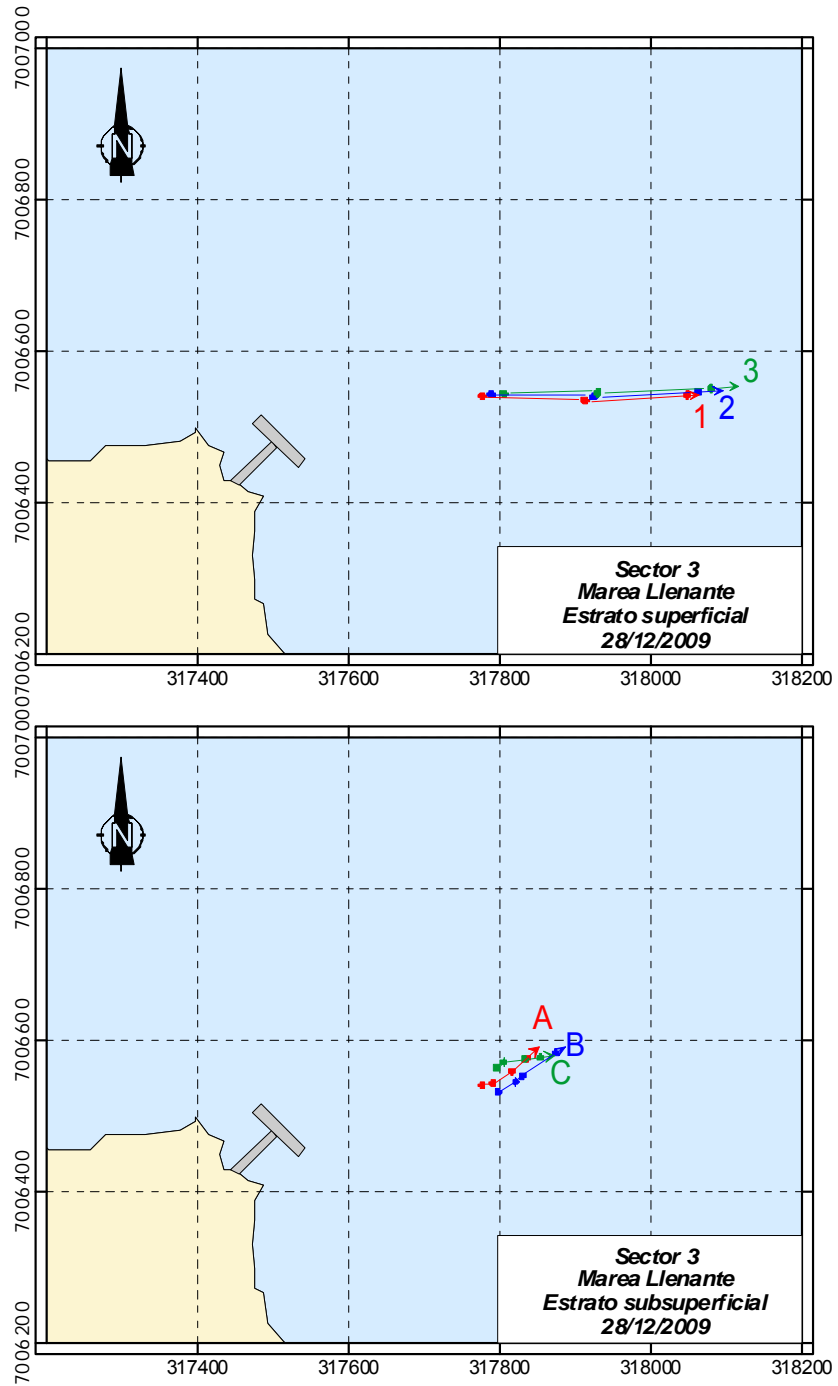 7007000
N
7006800
7006600
3
2
1
7006400
Sector 3
Marea Llenante
Estrato superficial
28/12/2009
7006200
317400
317600
317800
318000
318200
7007000
N
7006800
A
B
7006600
C
7006400
Sector 3
Marea Llenante
Estrato subsuperficial
28/12/2009
7006200
317400
317600
317800
318000
318200